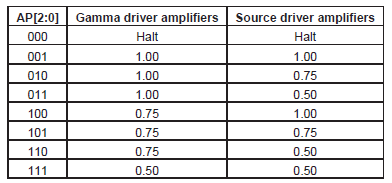 AP[2:0] Gamma driver amplifiers Source driver amplifiers
000 Halt Halt
001 1.00 1.00
010 1.00 0.75
011 1.00 0.50
100 0.75 1.00
101 0.75 0.75
110 0.75 0.50
111 0.50 0.50